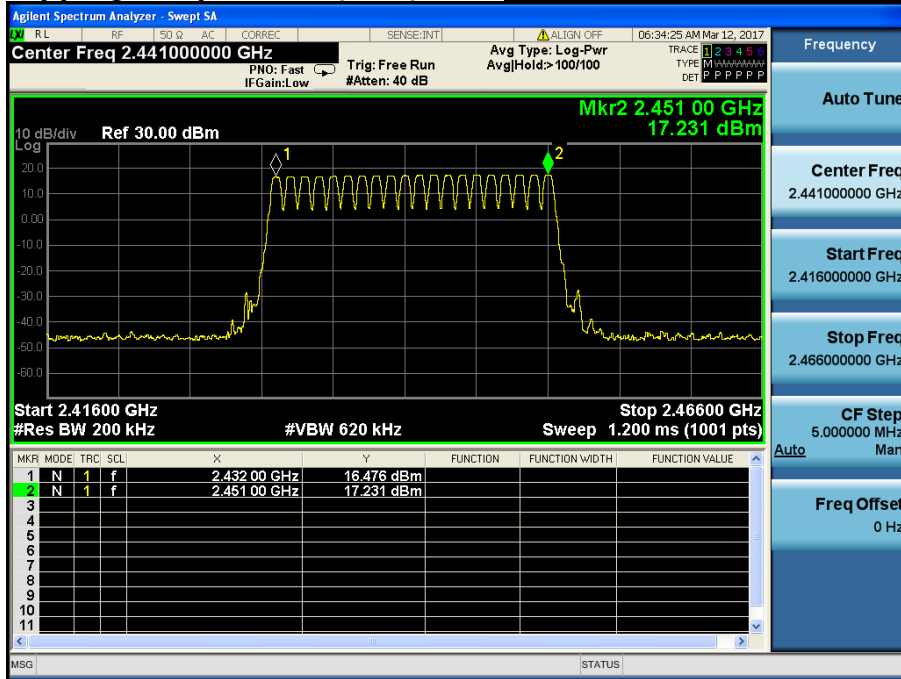 Agilent Spectrum Analyzer - Swept SA
LXI RL RF 50 Ω AC CORREC SENSE:INT ALIGN OFF 06:34:25 AM Mar 12, 2017
Center Freq 2.441000000 GHz
PNO: Fast
IFGain:Low
Trig: Free Run
#Atten: 40 dB
Avg Type: Log-Pwr
Avg|Hold:>100/100
TRACE 1 2 3 4 5 6
TYPE M
DET P P P P P P
Mkr2 2.451 00 GHz
17.231 dBm
10 dB/div Ref 30.00 dBm
Log
1
2
20.0
10.0
0.00
-10.0
-20.0
-30.0
-40.0
-50.0
-60.0
Start 2.41600 GHz Stop 2.46600 GHz
#Res BW 200 kHz #VBW 620 kHz Sweep 1.200 ms (1001 pts)
MKR MODE TRC SCL X Y FUNCTION FUNCTION WIDTH FUNCTION VALUE
1 N 1 f 2.432 00 GHz 16.476 dBm
2 N 1 f 2.451 00 GHz 17.231 dBm
3
4
5
6
7
8
9
10
11
MSG STATUS
Frequency
Auto Tune
Center Freq
2.441000000 GHz
Start Freq
2.416000000 GHz
Stop Freq
2.466000000 GHz
CF Step
5.000000 MHz
Auto Man
Freq Offset
0 Hz